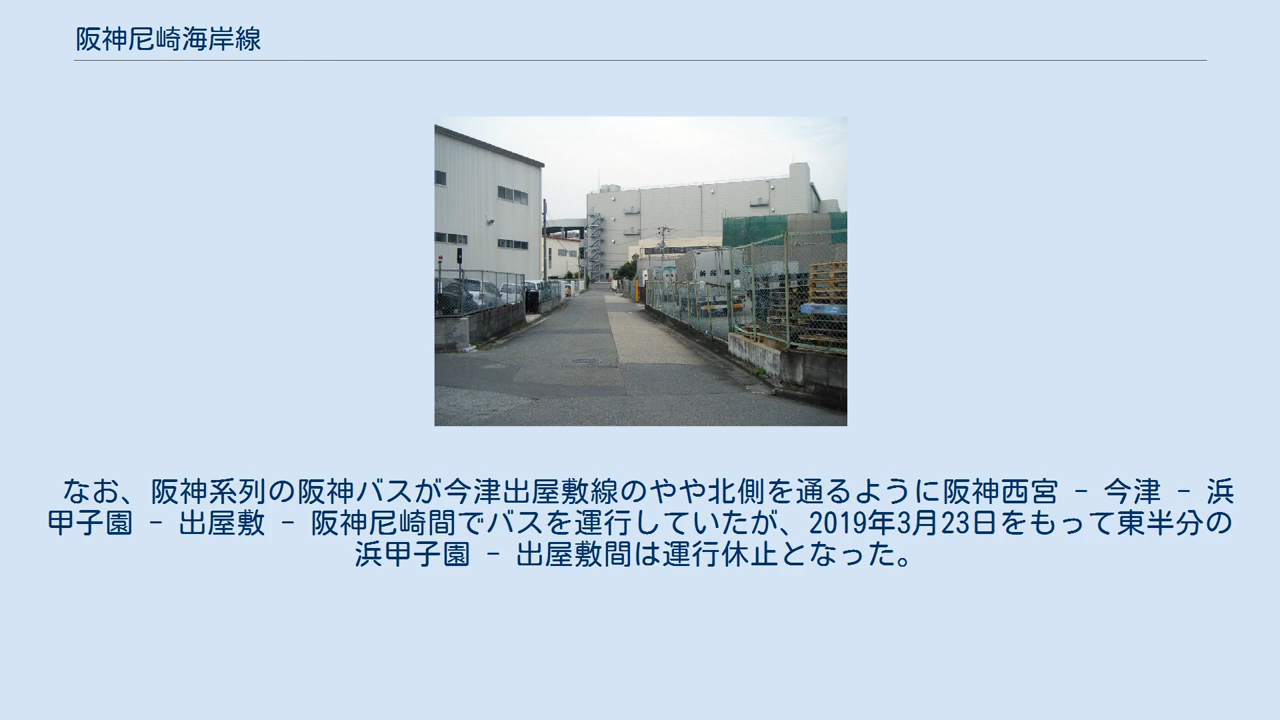 阪神尼崎海岸線
なお、阪神系列の阪神バスが今津出屋敷線のやや北側を通るように阪神西宮 － 今津 － 浜
甲子園 － 出屋敷 － 阪神尼崎間でバスを運行していたが、2019年3月23日をもって東半分の
浜甲子園 － 出屋敷間は運行休止となった。